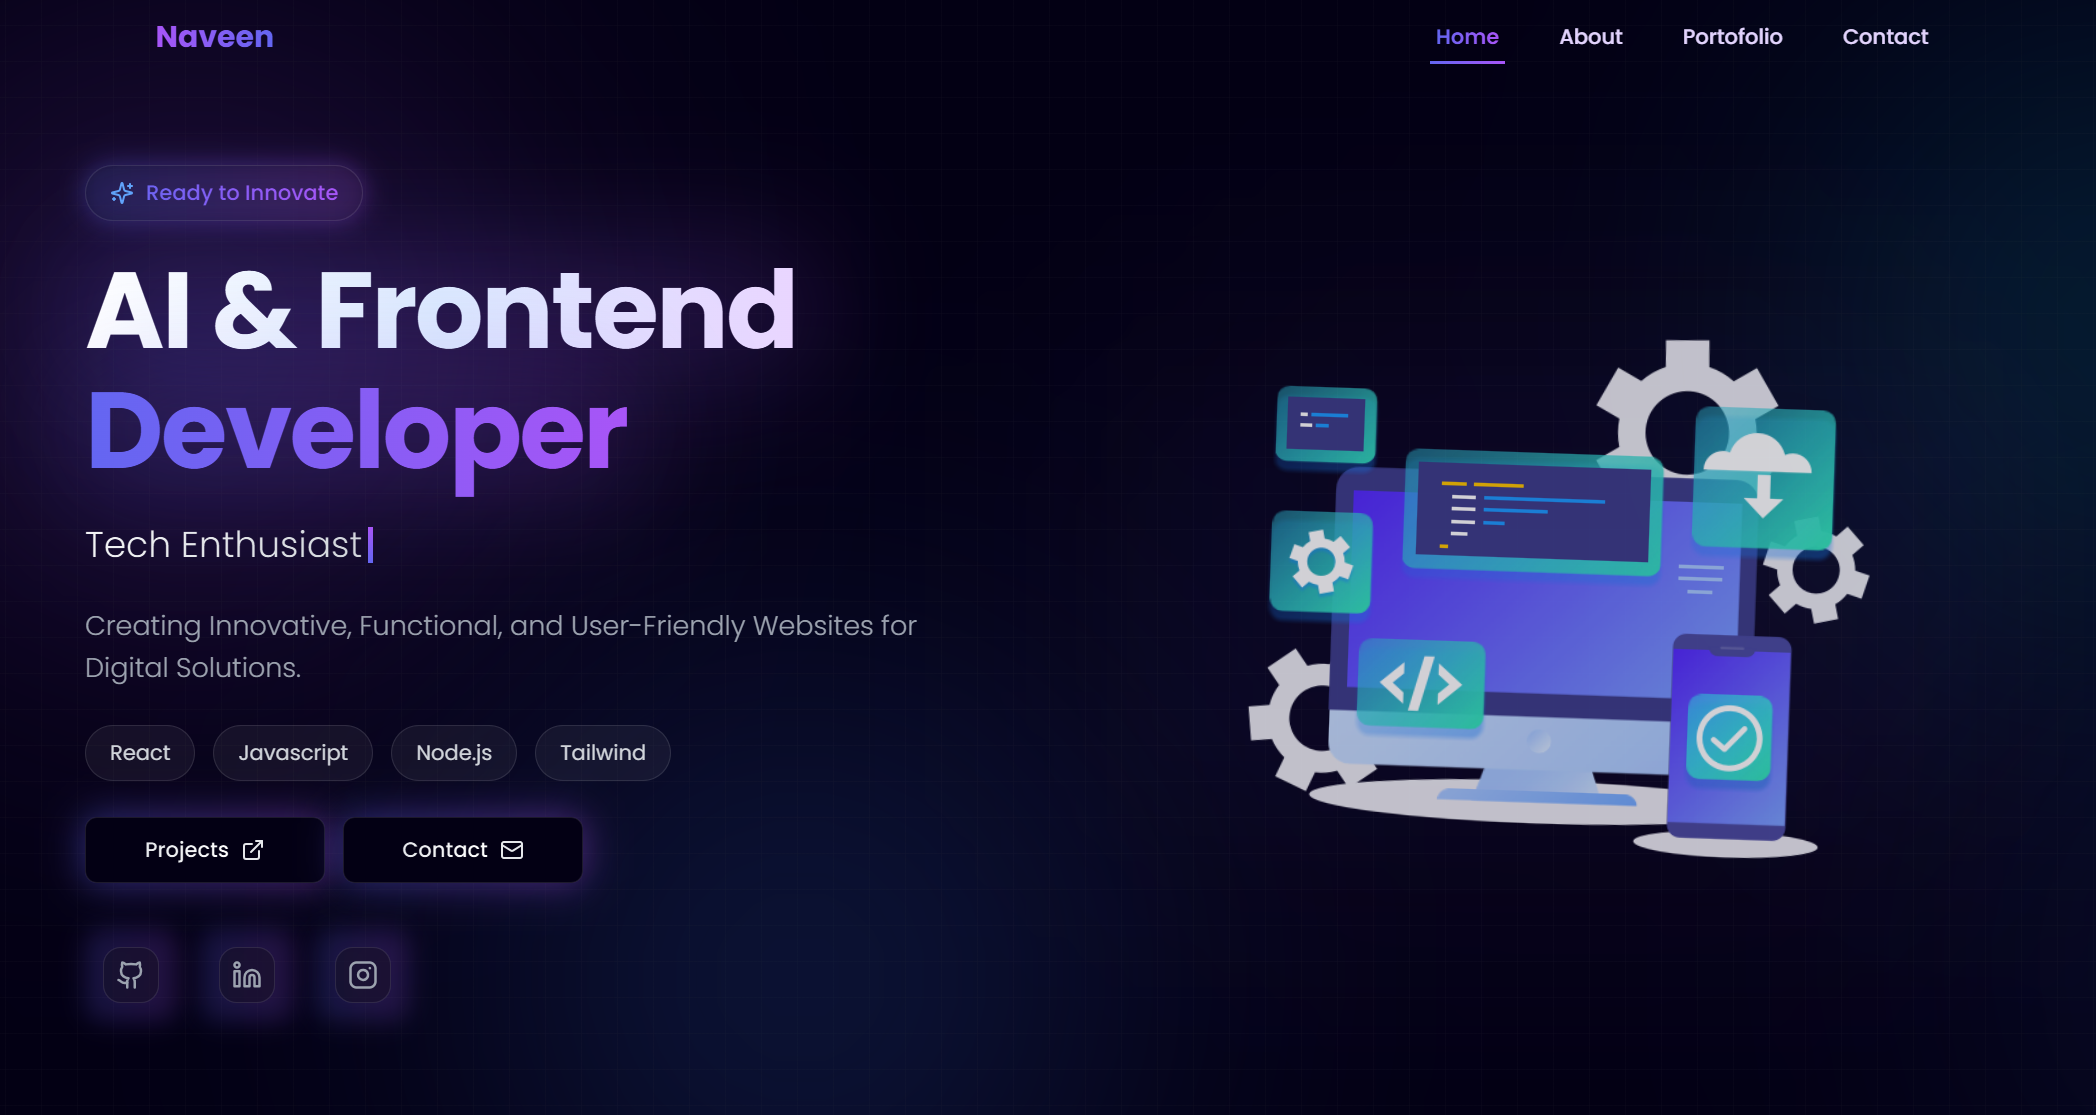 Naveen
Home About Portofolio Contact
Ready to Innovate
AI & Frontend
Developer
Tech Enthusiast
Creating Innovative, Functional, and User-Friendly Websites for
Digital Solutions.
React Javascript Node.js Tailwind
Projects Contact